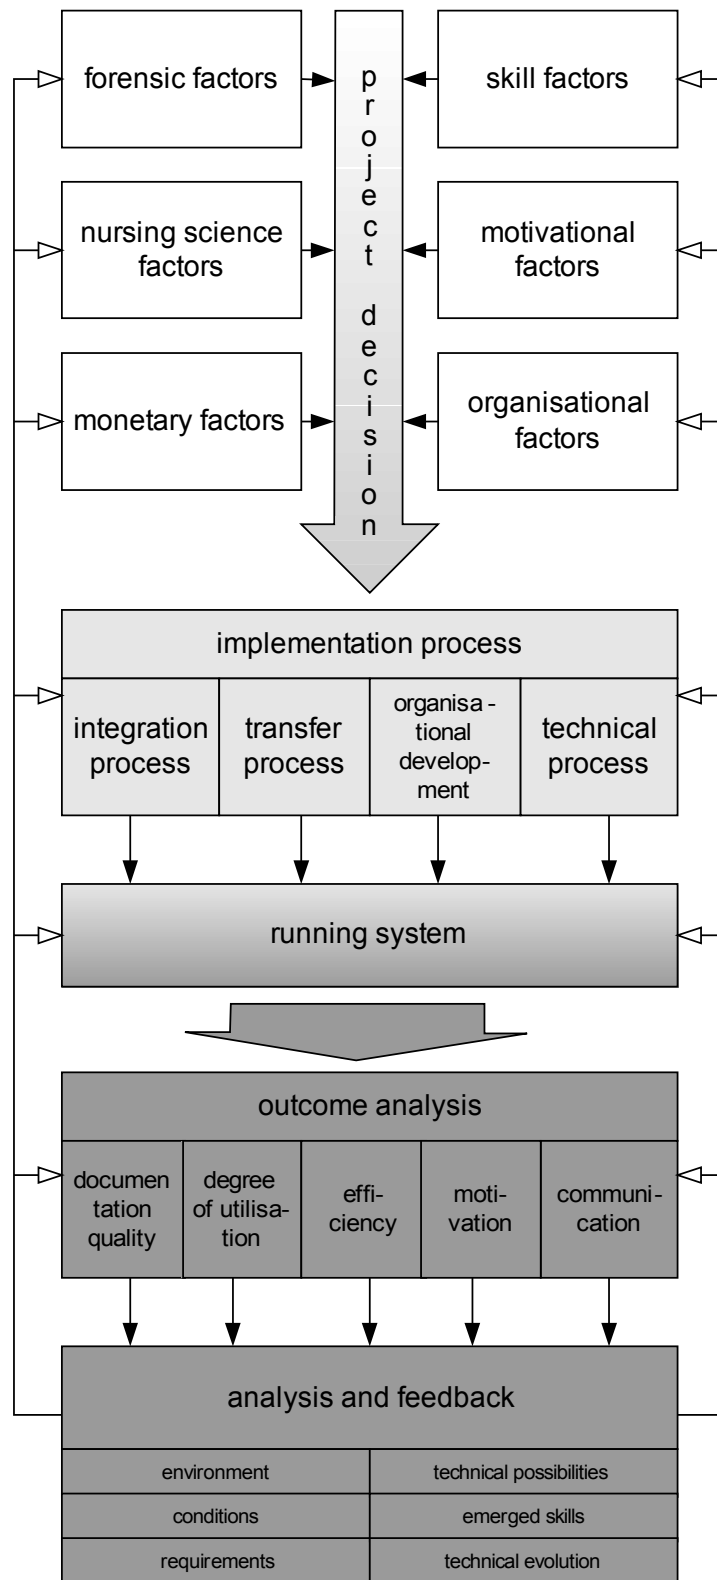 forensic factors
project decision
skill factors
nursing science
factors
motivational
factors
monetary factors
organisational
factors
implementation process
integration
process
transfer
process
organisa -
tional
develop-
ment
technical
process
running system
outcome analysis
documen
tation
quality
degree
of utilisa-
tion
effi-
ciency
moti-
vation
communi-
cation
analysis and feedback
environment
technical possibilities
conditions
emerged skills
requirements
technical evolution